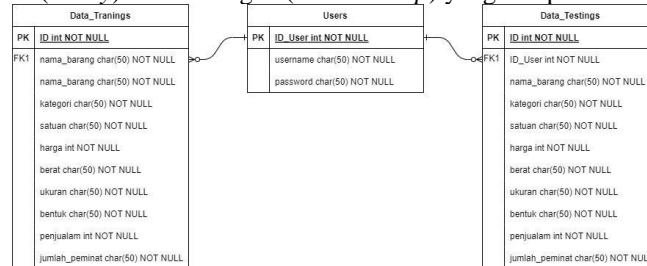 Data_Tranings
PK ID int NOT NULL
FK1 nama_barang char(50) NOT NULL
nama_barang char(50) NOT NULL
kategori char(50) NOT NULL
satuan char(50) NOT NULL
harga int NOT NULL
berat char(50) NOT NULL
ukuran char(50) NOT NULL
bentuk char(50) NOT NULL
penjualam int NOT NULL
jumlah_peminat char(50) NOT NULL
Users
PK ID_User int NOT NULL
username char(50) NOT NULL
password char(50) NOT NULL
Data_Testings
PK ID int NOT NULL
FK1 ID_User int NOT NULL
nama_barang char(50) NOT NULL
kategori char(50) NOT NULL
satuan char(50) NOT NULL
harga int NOT NULL
berat char(50) NOT NULL
ukuran char(50) NOT NULL
bentuk char(50) NOT NULL
penjualam int NOT NULL
jumlah_peminat char(50) NOT NUL